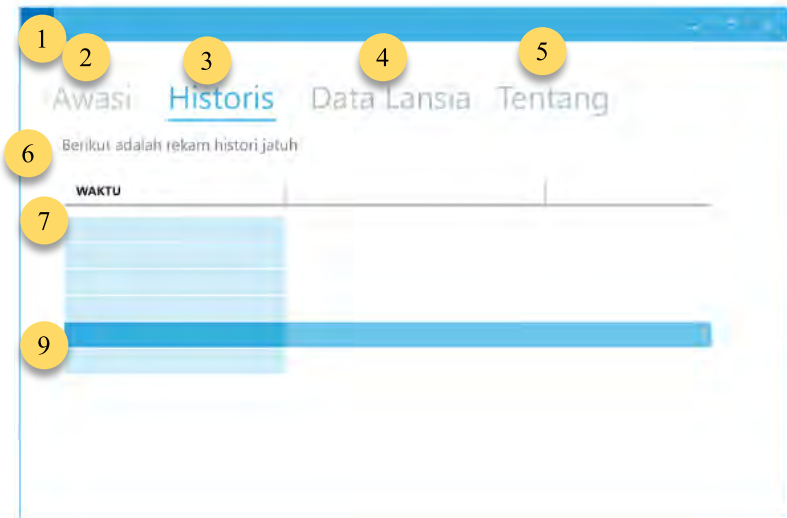 1 2 3 4 5
Awasi Historis Data Lansia Tentang
6 Berikut adalah rekam histori jatuh
WAKTU
7
9